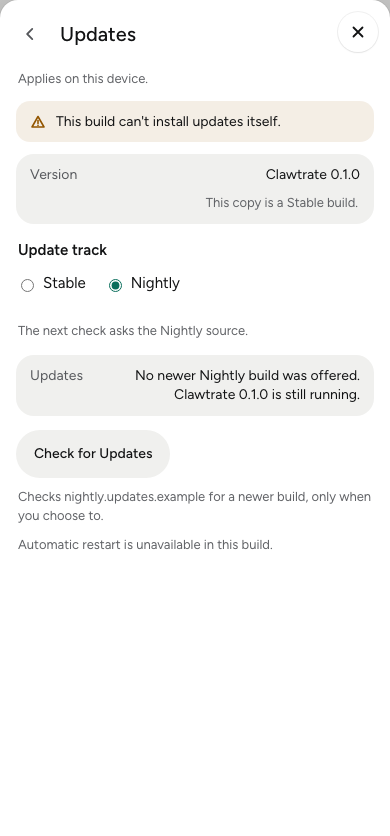 Updates
Applies on this device.
This build can't install updates itself.
Version
Clawtrate 0.1.0
This copy is a Stable build.
Update track
Stable
Nightly
The next check asks the Nightly source.
Updates
No newer Nightly build was offered.
Clawtrate 0.1.0 is still running.
Check for Updates
Checks nightly.updates.example for a newer build, only when
you choose to.
Automatic restart is unavailable in this build.